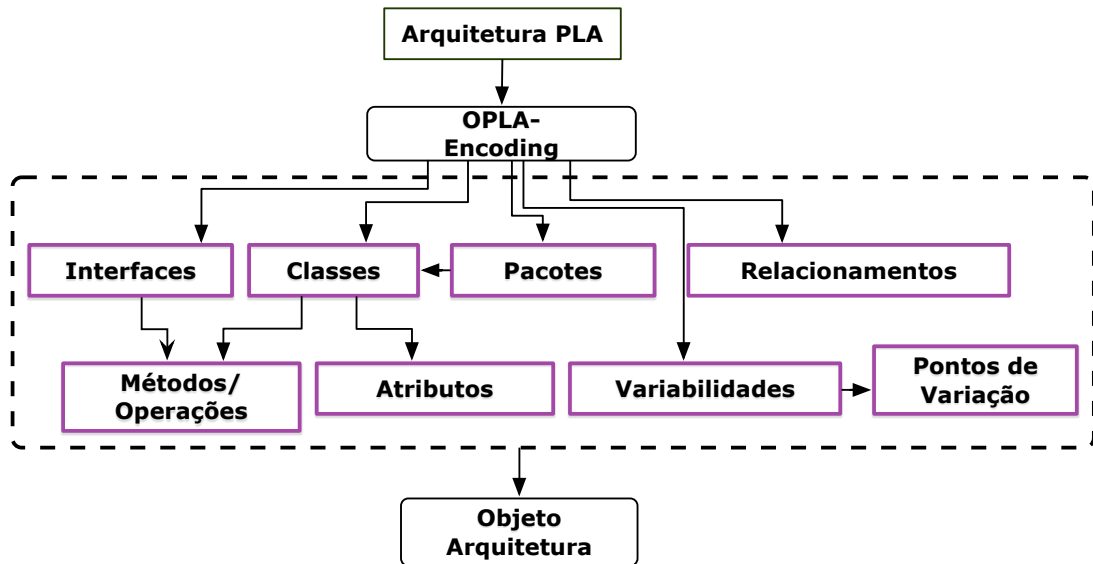 Arquitetura PLA
OPLA-
Encoding
Interfaces
Classes
Pacotes
Relacionamentos
Métodos/
Operações
Atributos
Variabilidades
Pontos de
Variação
Objeto
Arquitetura